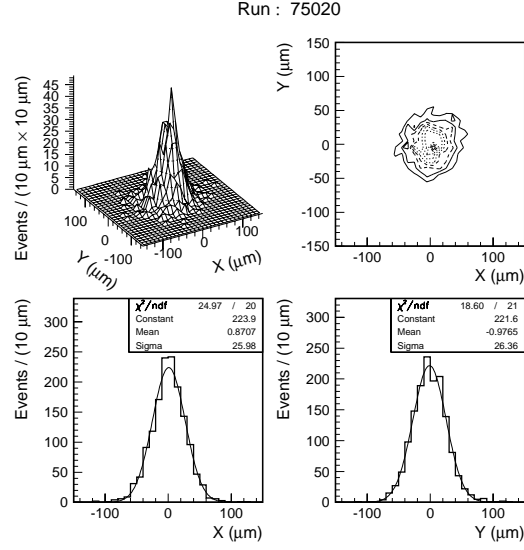 Run : 75020
Events / (10 μm × 10 μm)
45
40
35
30
25
20
15
10
5
0
100
0
-100
Y (μm)
-100
0
100
X (μm)
Y (μm)
150
100
50
0
-50
-100
-150
-100
0
100
X (μm)
Events / (10 μm)
300
250
200
150
100
50
0
-100
0
100
X (μm)
χ²/ndf 24.97 / 20
Constant 223.9
Mean 0.8707
Sigma 25.98
Events / (10 μm)
300
250
200
150
100
50
0
-100
0
100
Y (μm)
χ²/ndf 18.60 / 21
Constant 221.6
Mean -0.9765
Sigma 26.36